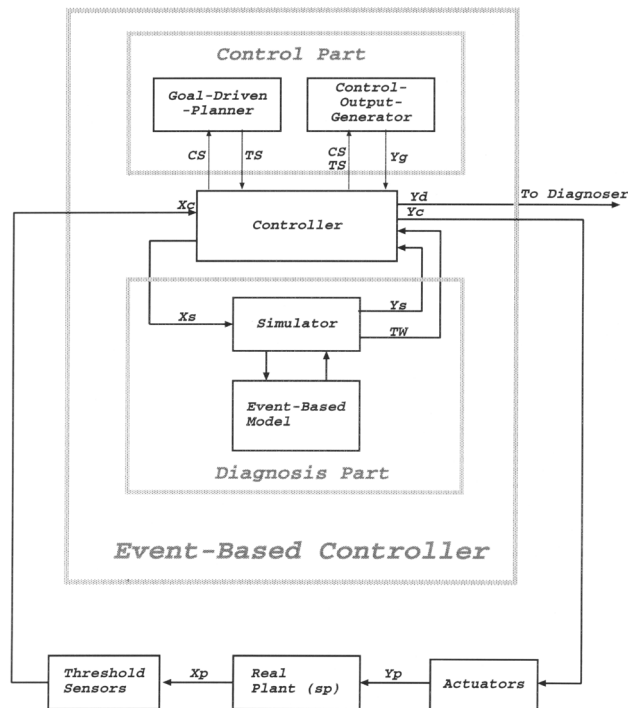 Control Part
Goal-Driven
-Planner
Control-
Output-
Generator
CS
TS
CS
TS
Yg
Xc
Controller
Yd
To Diagnoser
Yc
Xs
Simulator
Ys
TW
Event-Based
Model
Diagnosis Part
Event-Based Controller
Threshold
Sensors
Xp
Real
Plant (sp)
Yp
Actuators